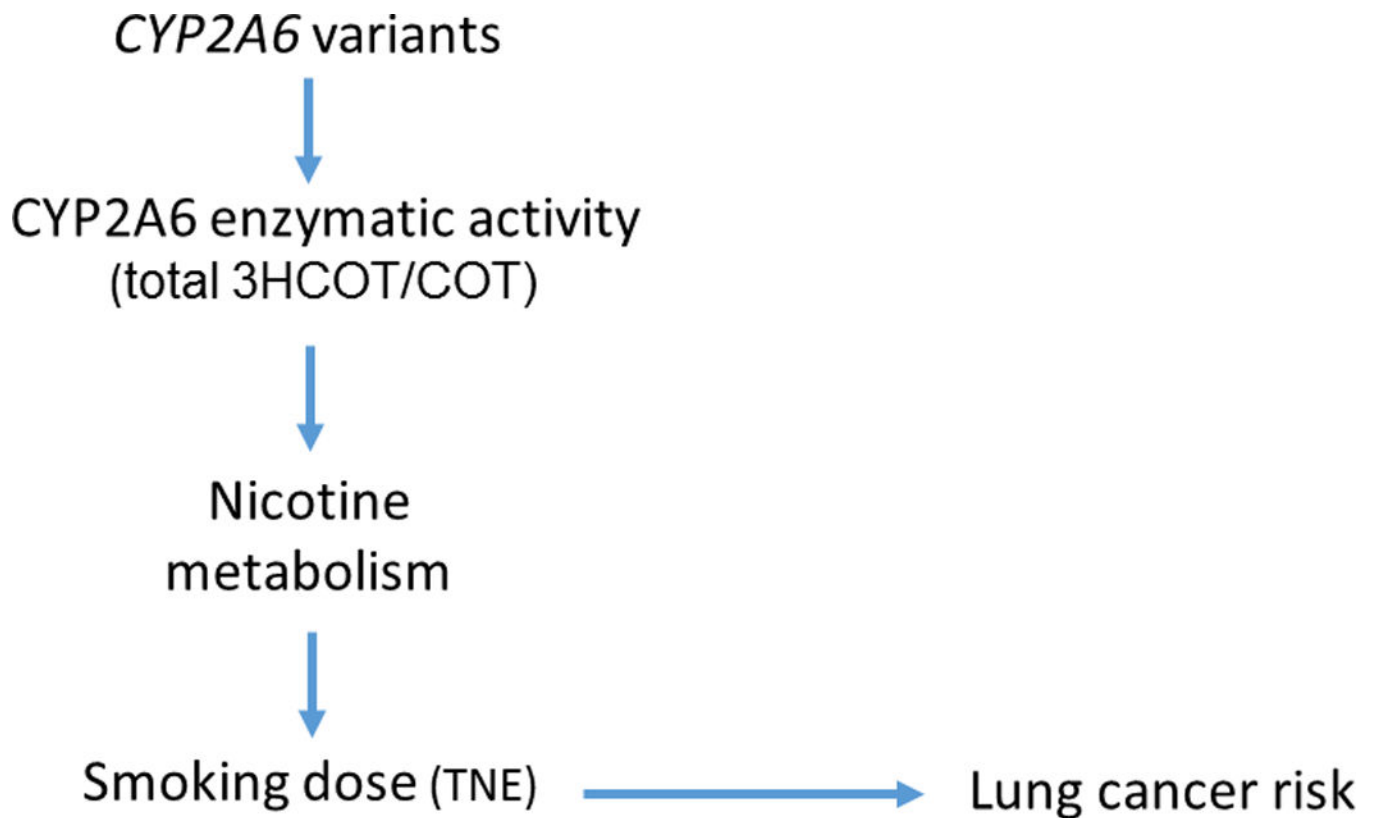 CYP2A6 variants
CYP2A6 enzymatic activity
(total 3HCOT/COT)
Nicotine
metabolism
Smoking dose (TNE)
Lung cancer risk